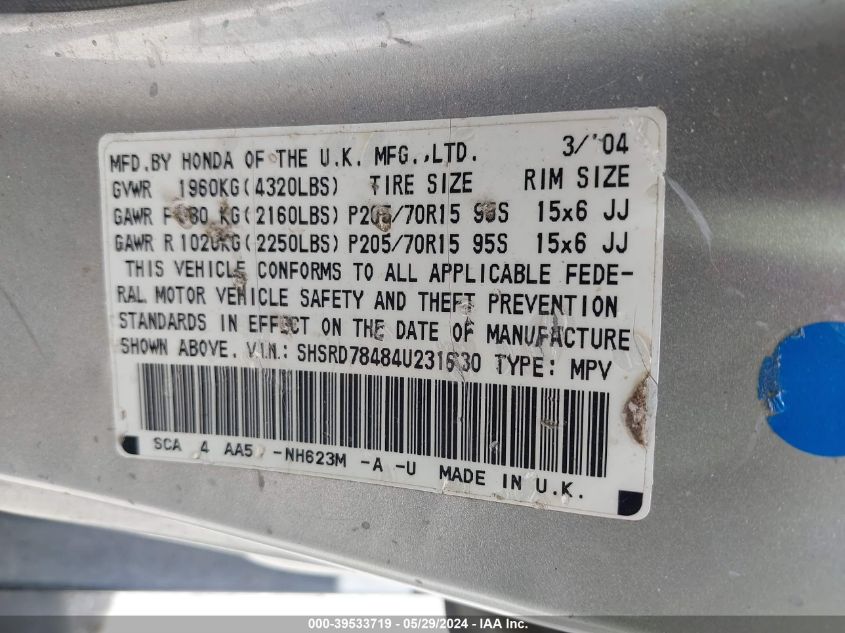 MFD.BY HONDA OF THE U.K. MFG.,LTD. 3/'04
GVWR 1960KG(4320LBS) TIRE SIZE RIM SIZE
GAWR F 980 KG(2160LBS) P205/70R15 95S 15x6 JJ
GAWR R 1020KG(2250LBS) P205/70R15 95S 15x6 JJ
THIS VEHICLE CONFORMS TO ALL APPLICABLE FEDE-
RAL MOTOR VEHICLE SAFETY AND THEFT PREVENTION
STANDARDS IN EFFECT ON THE DATE OF MANUFACTURE
SHOWN ABOVE. V.I.N.: SHSRD78484U231630 TYPE: MPV
SCA 4 AA5 -NH623M -A -U MADE IN U.K.
000-39533719 / 05/29/2024 - IAA Inc.